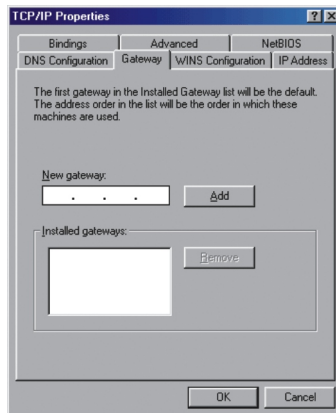 TCP/IP Properties
Bindings Advanced NetBIOS
DNS Configuration Gateway WINS Configuration IP Address
The first gateway in the Installed Gateway list will be the default.
The address order in the list will be the order in which these
machines are used.
New gateway:
. . .
Add
Installed gateways:
Remove
OK Cancel